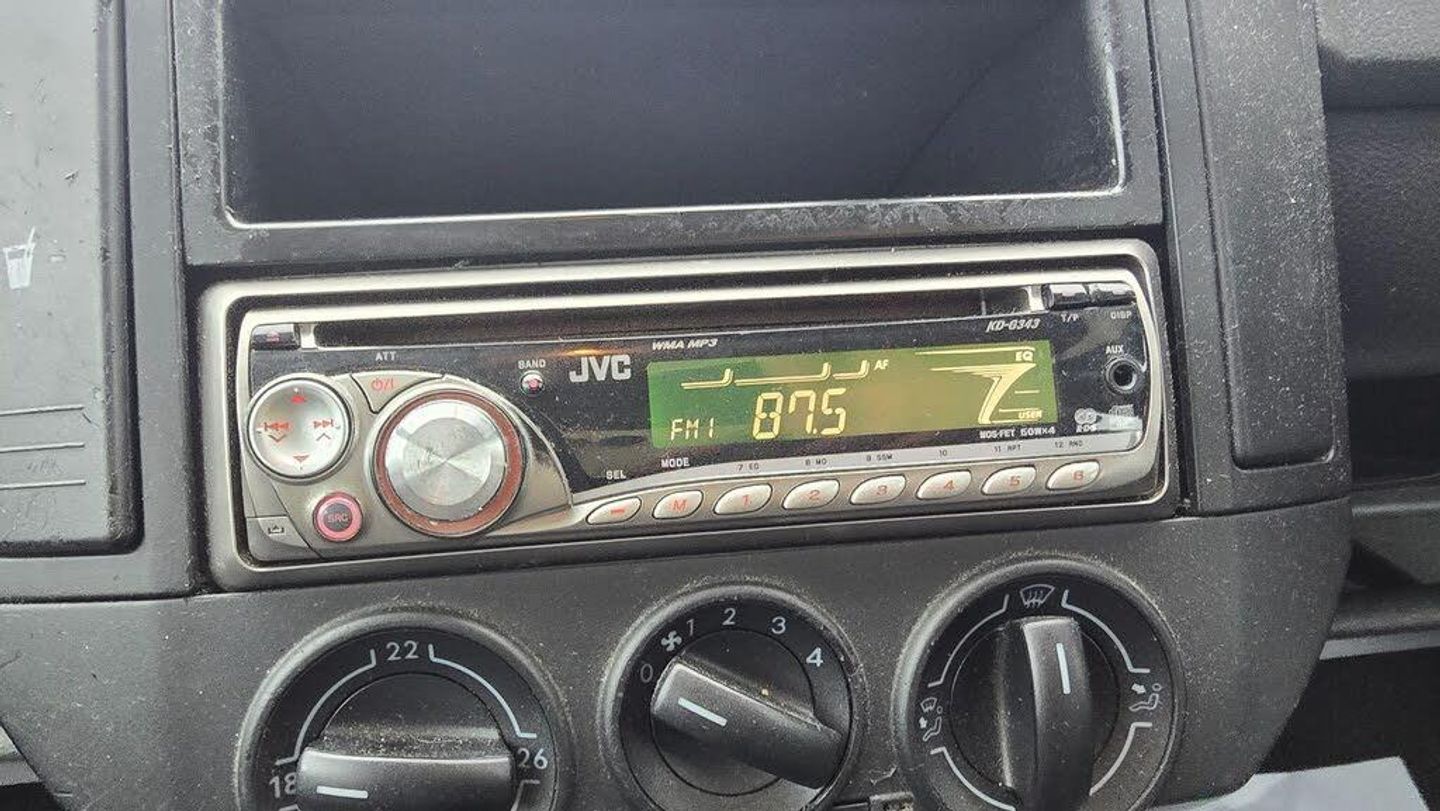 KD-G343
T/P
DISP
ATT
BAND
JVC
WMA MP3
AF
EQ
AUX
FM1
87.5
USER
MOS-FET 50W×4
RDS
SEL
MODE
7 EQ
8 MO
9 SSM
10
11 RPT
12 RND
SRC
M
1
2
3
4
5
6
22
18
26
0
1
2
3
4